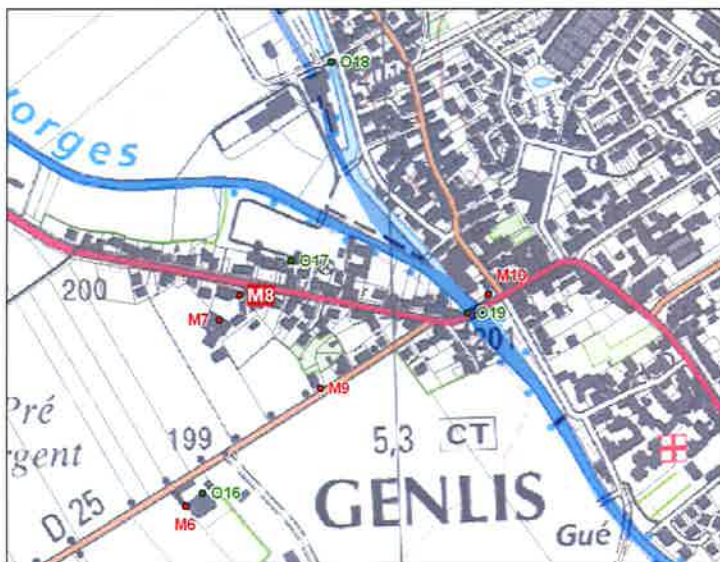 O18
orges
O17
200
M8
M10
M7
O19
201
M9
Pré
rgent
199
5,3
CT
O16
GENLIS
M6
D 25
Gué